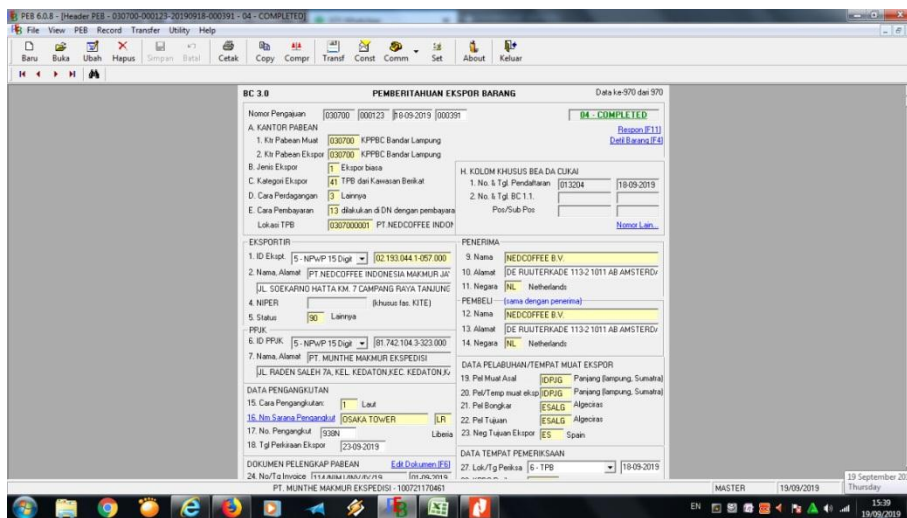 PEB 6.0.8 - [Header PEB - 030700-000123-20190918-000391 - 04 - COMPLETED]
File View PEB Record Transfer Utility Help
Baru Buka Ubah Hapus Simpan Batal Cetak Copy Compr Transf Const Comm Set About Keluar
BC 3.0 PEMBERITAHUAN EKSPOR BARANG Data ke-970 dari 970
Nomor Pengajuan 030700 000123 18-09-2019 000391 04 - COMPLETED
A. KANTOR PABEAN Respon [F11]
1. Ktr Pabean Muat 030700 KPPBC Bandar Lampung Detil Barang [F4]
2. Ktr Pabean Ekspor 030700 KPPBC Bandar Lampung
B. Jenis Ekspor 1 Ekspor biasa
C. Kategori Ekspor 41 TPB dari Kawasan Berikat
D. Cara Perdagangan 3 Lainnya
E. Cara Pembayaran 13 dilakukan di DN dengan pembayara
Lokasi TPB 0307000001 PT.NEDCOFFEE INDON
H. KOLOM KHUSUS BEA DA CUKAI
1. No. & Tgl. Pendaftaran 013204 18-09-2019
2. No. & Tgl. BC 1.1.
Pos/Sub Pos
Nomor Lain...
EKSPORTIR
1. ID Ekspt. 5 - NPWP 15 Digit 02.193.044.1-057.000
2. Nama, Alamat PT.NEDCOFFEE INDONESIA MAKMUR JA
JL. SOEKARNO HATTA KM. 7 CAMPANG RAYA TANJUNG
4. NIPER (khusus fas. KITE)
5. Status 90 Lainnya
PPJK
6. ID PPJK 5 - NPWP 15 Digit 81.742.104.3-323.000
7. Nama, Alamat PT. MUNTHE MAKMUR EKSPEDISI
JL. RADEN SALEH 7A, KEL. KEDATON,KEC. KEDATON,K
PENERIMA
9. Nama NEDCOFFEE B.V.
10. Alamat DE RUIJTERKADE 113-2 1011 AB AMSTERDA
11. Negara NL Netherlands
PEMBELI (sama dengan penerima)
12. Nama NEDCOFFEE B.V.
13. Alamat DE RUIJTERKADE 113-2 1011 AB AMSTERDA
14. Negara NL Netherlands
DATA PENGANGKUTAN
15. Cara Pengangkutan: 1 Laut
16. Nm Sarana Pengangkut OSAKA TOWER LR
17. No. Pengangkut 938N Liberia
18. Tgl Perkiraan Ekspor 23-09-2019
DATA PELABUHAN/TEMPAT MUAT EKSPOR
19. Pel Muat Asal IDPJG Panjang (lampung, Sumatra)
20. Pel/Temp muat eksp IDPJG Panjang (lampung, Sumatra)
21. Pel Bongkar ESALG Algeciras
22. Pel Tujuan ESALG Algeciras
23. Neg Tujuan Ekspor ES Spain
DOKUMEN PELENGKAP PABEAN Edit Dokumen [F6]
24. No/Tg Invoice 01-09-2019
DATA TEMPAT PEMERIKSAAN
27. Lok/Tg Periksa 6 - TPB 18-09-2019
PT. MUNTHE MAKMUR EKSPEDISI - 100721170461 MASTER 19/09/2019
19 September 20
Thursday
EN 15:39
19/09/2019